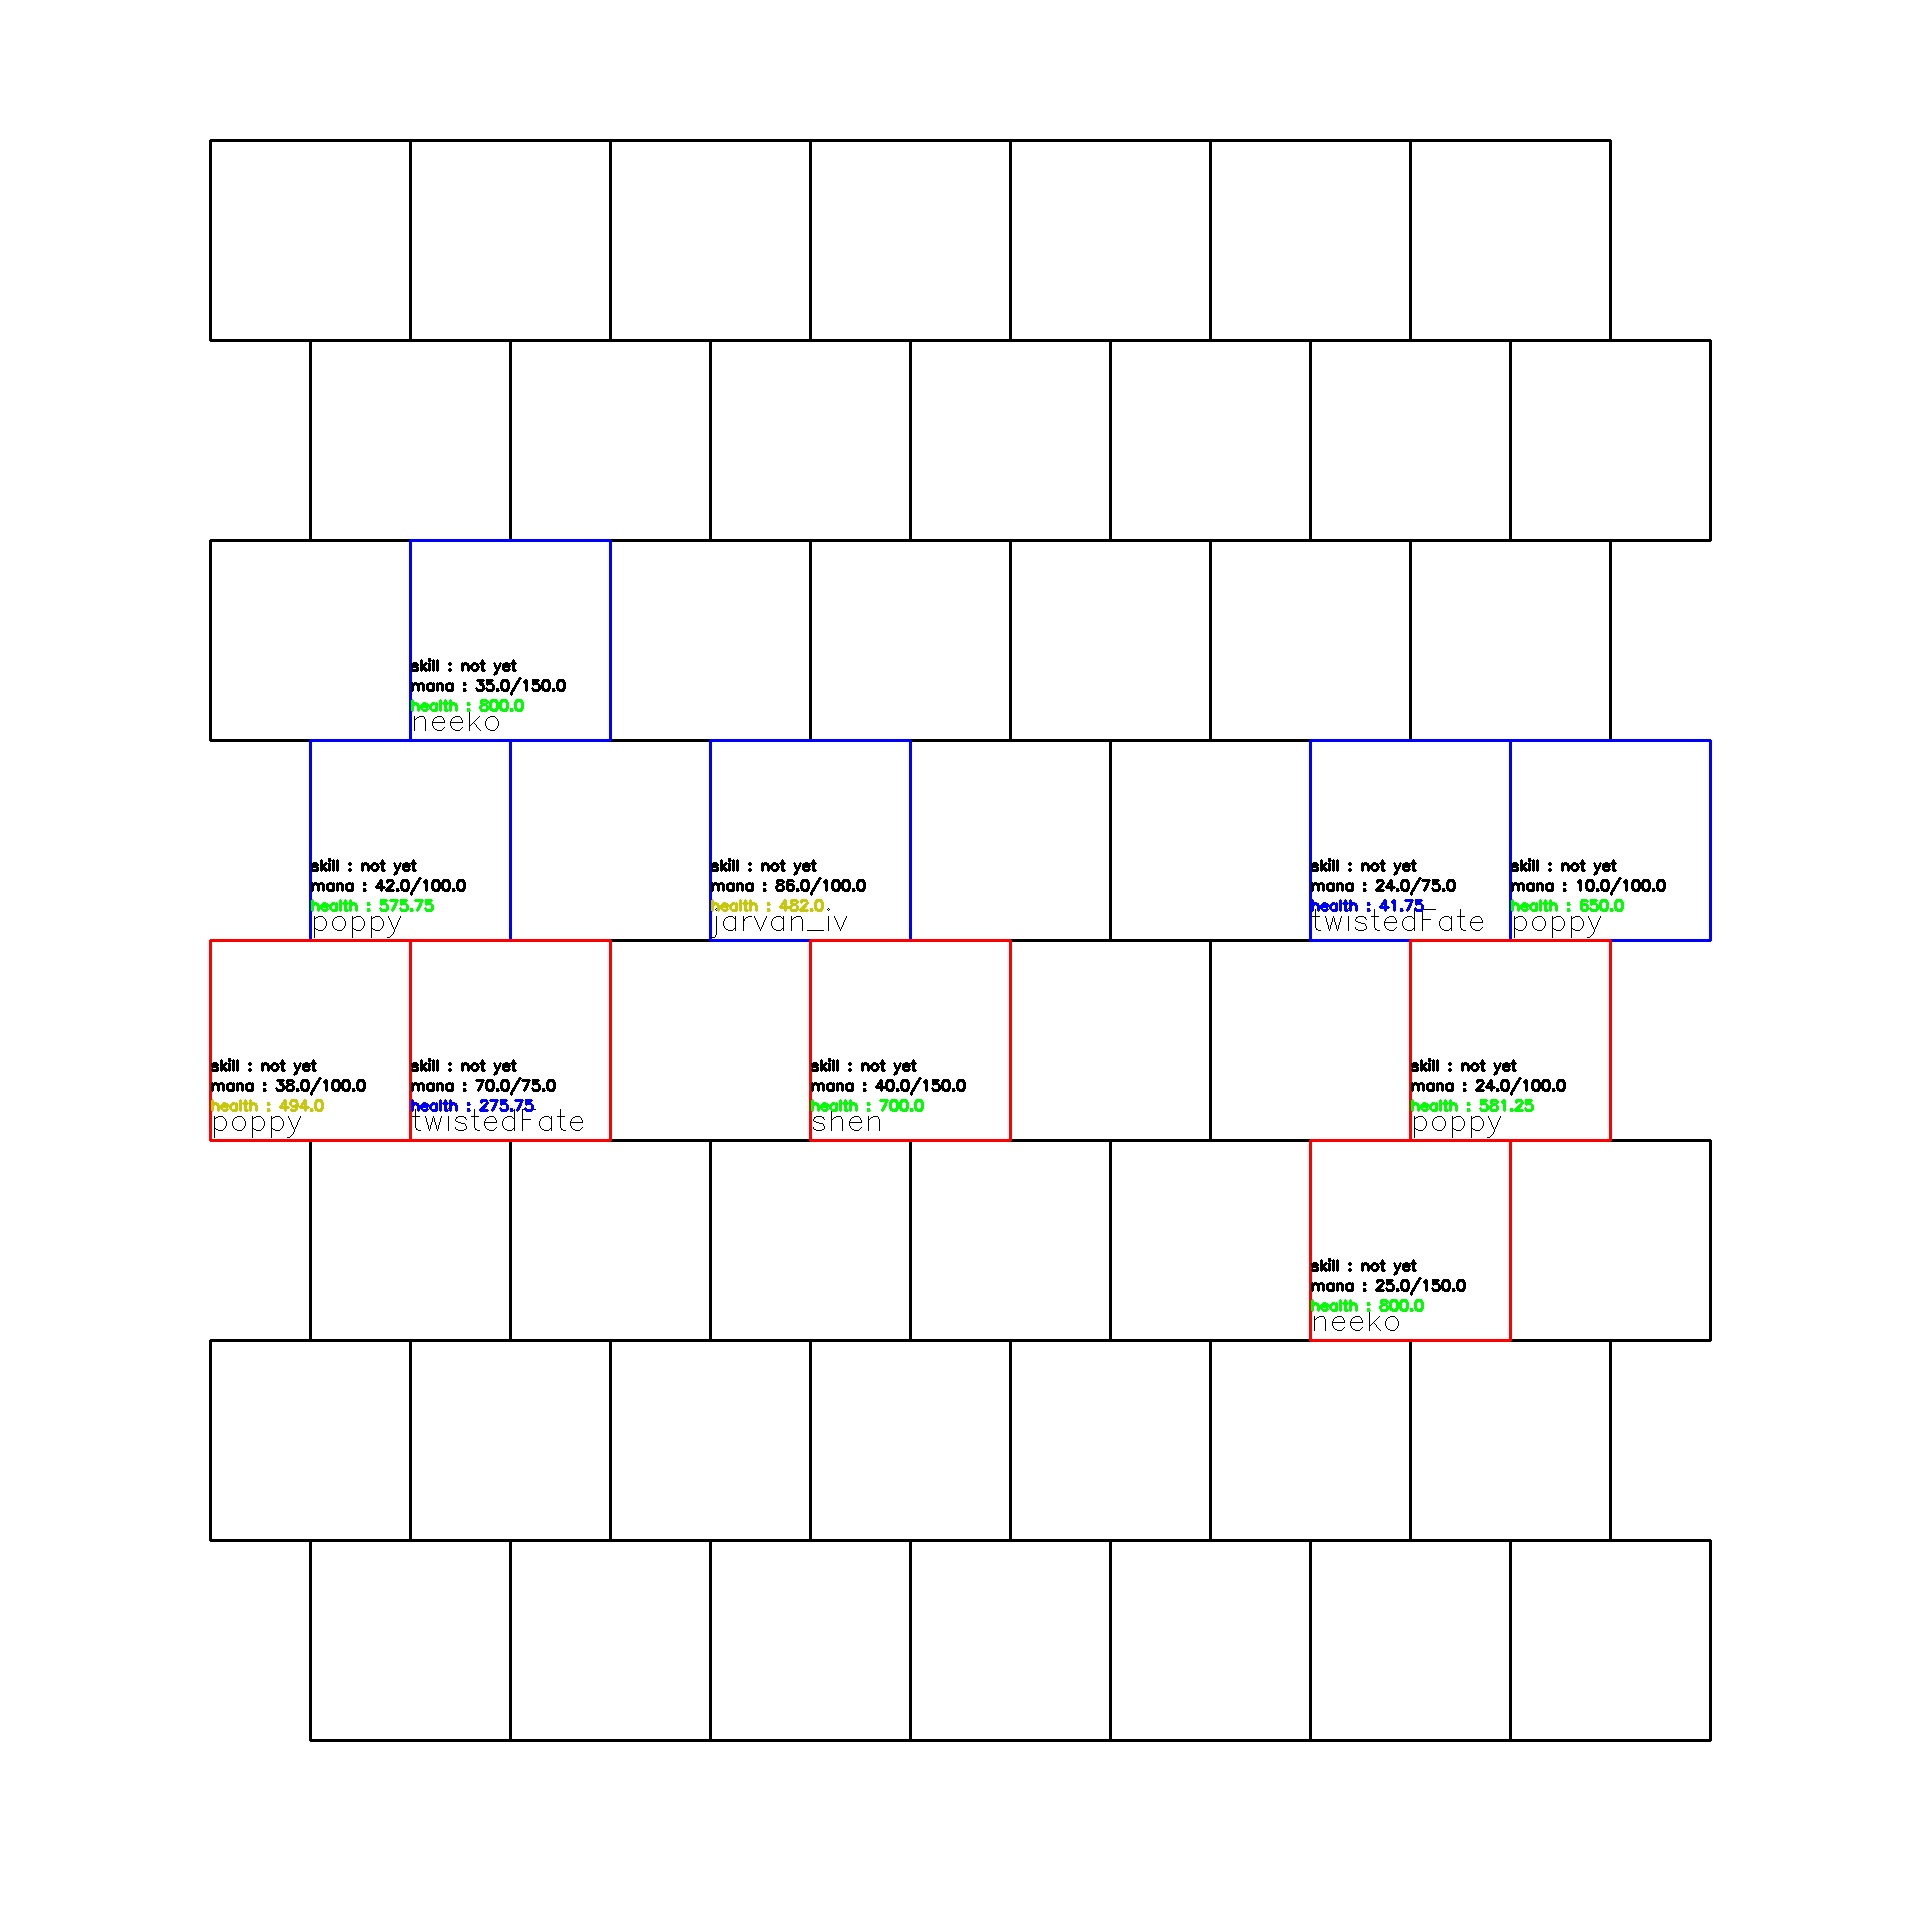 skill : not yet
mana : 35.0/150.0
health : 800.0
neeko
skill : not yet
mana : 42.0/100.0
health : 575.75
poppy
skill : not yet
mana : 86.0/100.0
health : 482.0
jarvan_iv
skill : not yet
mana : 24.0/75.0
health : 41.75
twistedFate
skill : not yet
mana : 10.0/100.0
health : 650.0
poppy
skill : not yet
mana : 38.0/100.0
health : 494.0
poppy
skill : not yet
mana : 70.0/75.0
health : 275.75
twistedFate
skill : not yet
mana : 40.0/150.0
health : 700.0
shen
skill : not yet
mana : 24.0/100.0
health : 581.25
poppy
skill : not yet
mana : 25.0/150.0
health : 800.0
neeko